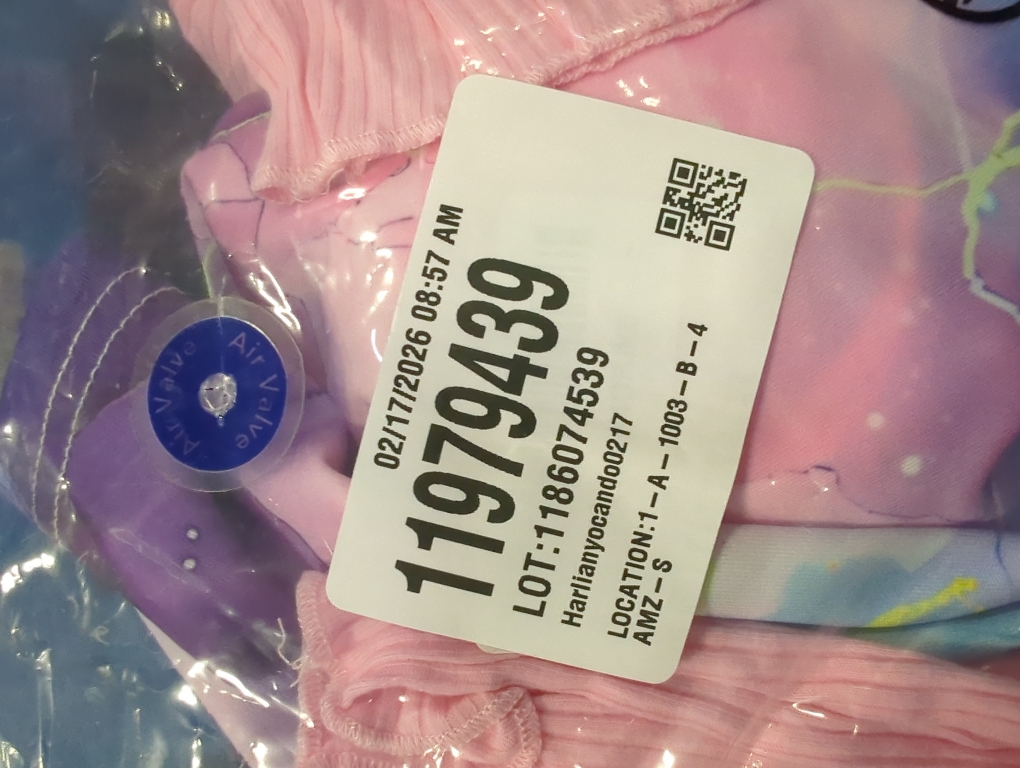 02/17/2026 08:57 AM
11979439
LOT:1186074539
Harlianyocando0217
LOCATION:1-A-1003-B-4
AMZ-S
Air Valve
Air Valve